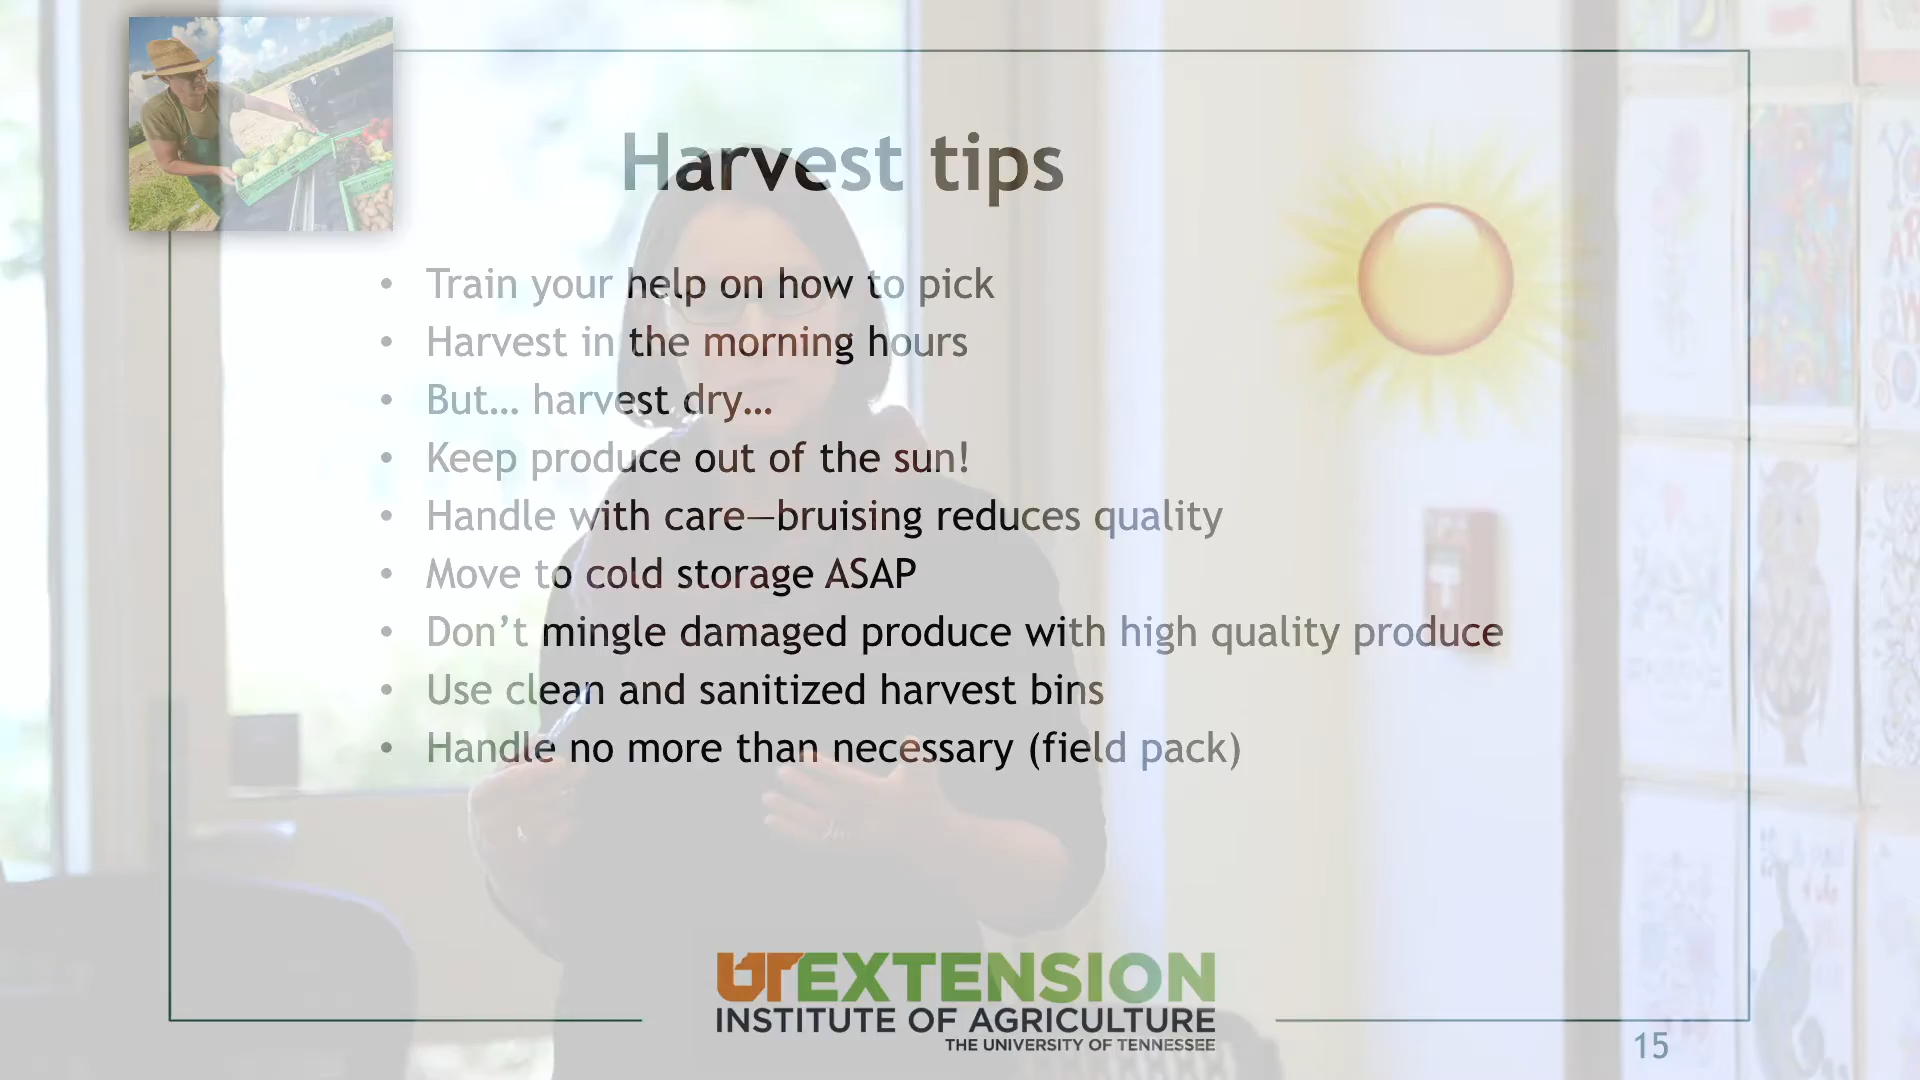 Harvest tips
• Train your help on how to pick
• Harvest in the morning hours
• But... harvest dry...
• Keep produce out of the sun!
• Handle with care—bruising reduces quality
• Move to cold storage ASAP
• Don’t mingle damaged produce with high quality produce
• Use clean and sanitized harvest bins
• Handle no more than necessary (field pack)
UT EXTENSION
INSTITUTE OF AGRICULTURE
THE UNIVERSITY OF TENNESSEE
15